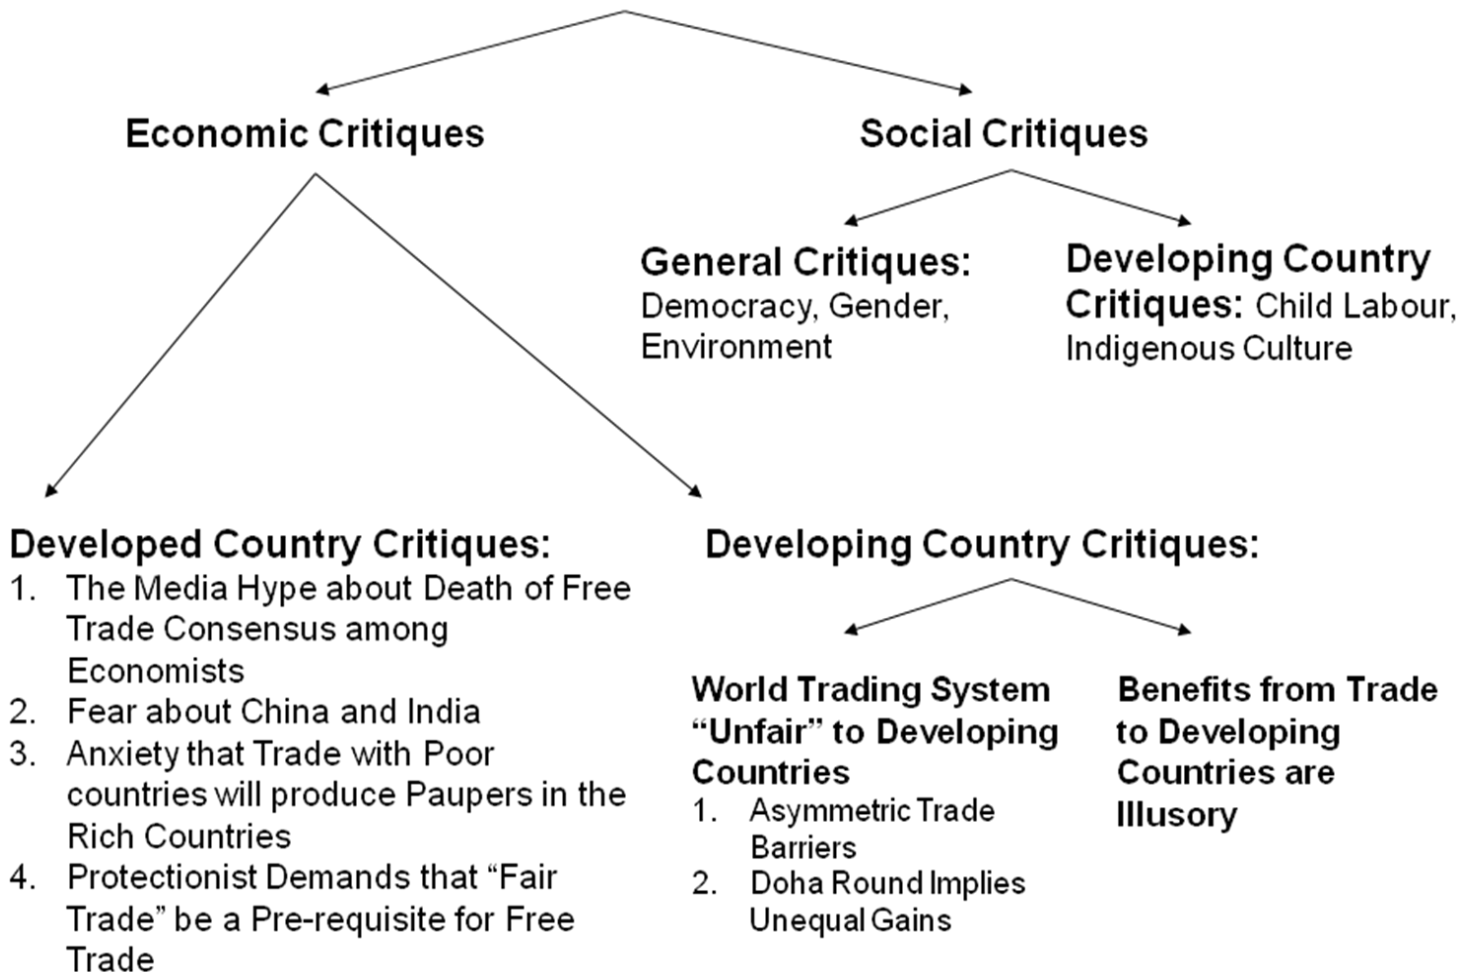 Economic Critiques
Social Critiques
General Critiques:
Democracy, Gender,
Environment
Developing Country
Critiques: Child Labour,
Indigenous Culture
Developed Country Critiques:
1. The Media Hype about Death of Free
Trade Consensus among
Economists
2. Fear about China and India
3. Anxiety that Trade with Poor
countries will produce Paupers in the
Rich Countries
4. Protectionist Demands that “Fair
Trade” be a Pre-requisite for Free
Trade
Developing Country Critiques:
World Trading System
“Unfair” to Developing
Countries
1. Asymmetric Trade
Barriers
2. Doha Round Implies
Unequal Gains
Benefits from Trade
to Developing
Countries are
Illusory